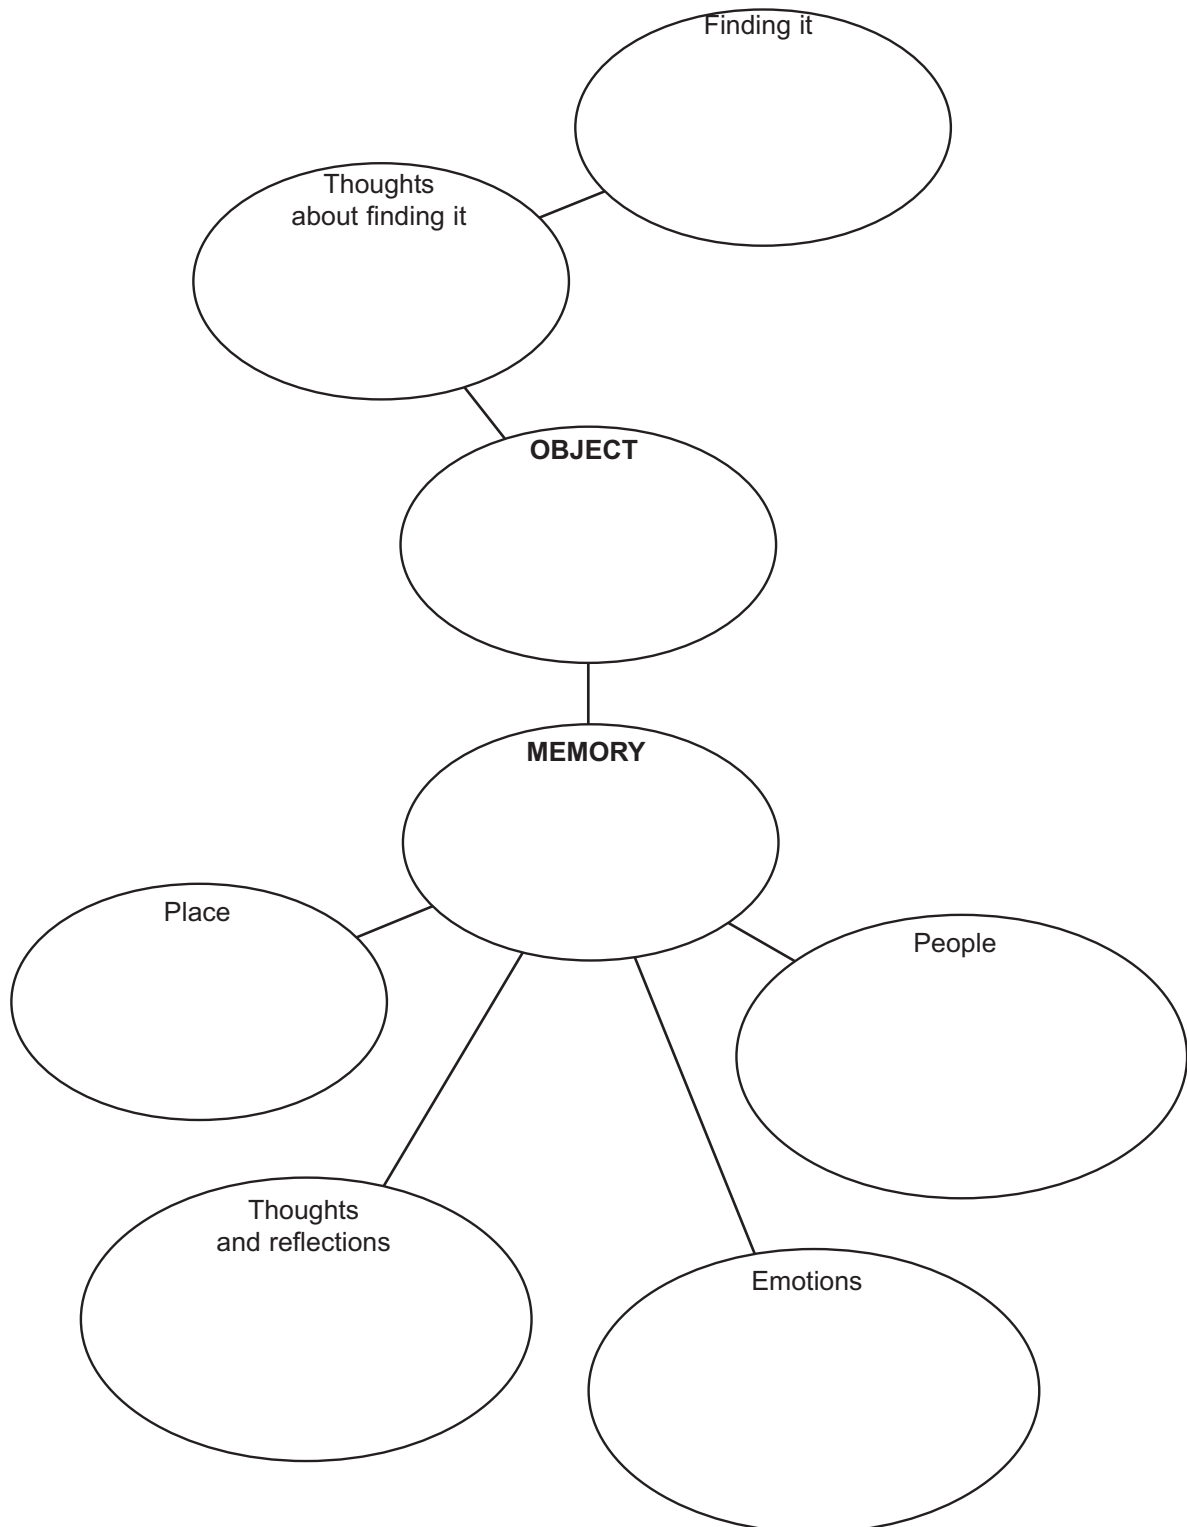 Finding it
Thoughts
about finding it
OBJECT
MEMORY
Place
People
Thoughts
and reflections
Emotions